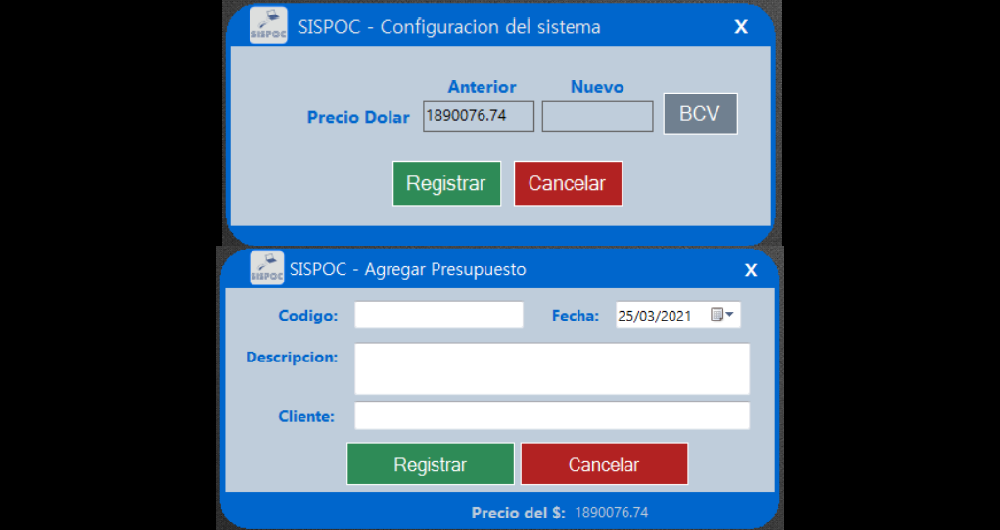 SISPOC
SISPOC - Configuracion del sistema
X
Anterior Nuevo
Precio Dolar 1890076.74 BCV
Registrar Cancelar
SISPOC
SISPOC - Agregar Presupuesto
X
Codigo: Fecha: 25/03/2021
Descripcion:
Cliente:
Registrar Cancelar
Precio del $: 1890076.74